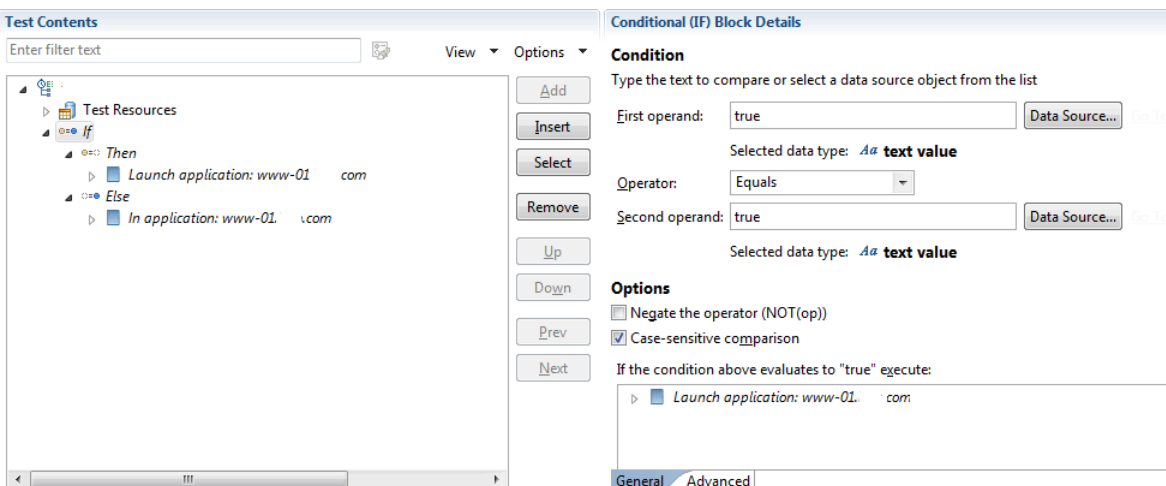 Test Contents
Enter filter text
View
Options
Test Resources
If
Then
Launch application: www-01 com
Else
In application: www-01. .com
Add
Insert
Select
Remove
Up
Down
Prev
Next
Conditional (IF) Block Details
Condition
Type the text to compare or select a data source object from the list
First operand: true Data Source...
Selected data type: Aa text value
Operator: Equals
Second operand: true Data Source...
Selected data type: Aa text value
Options
Negate the operator (NOT(op))
Case-sensitive comparison
If the condition above evaluates to "true" execute:
Launch application: www-01. com
General Advanced